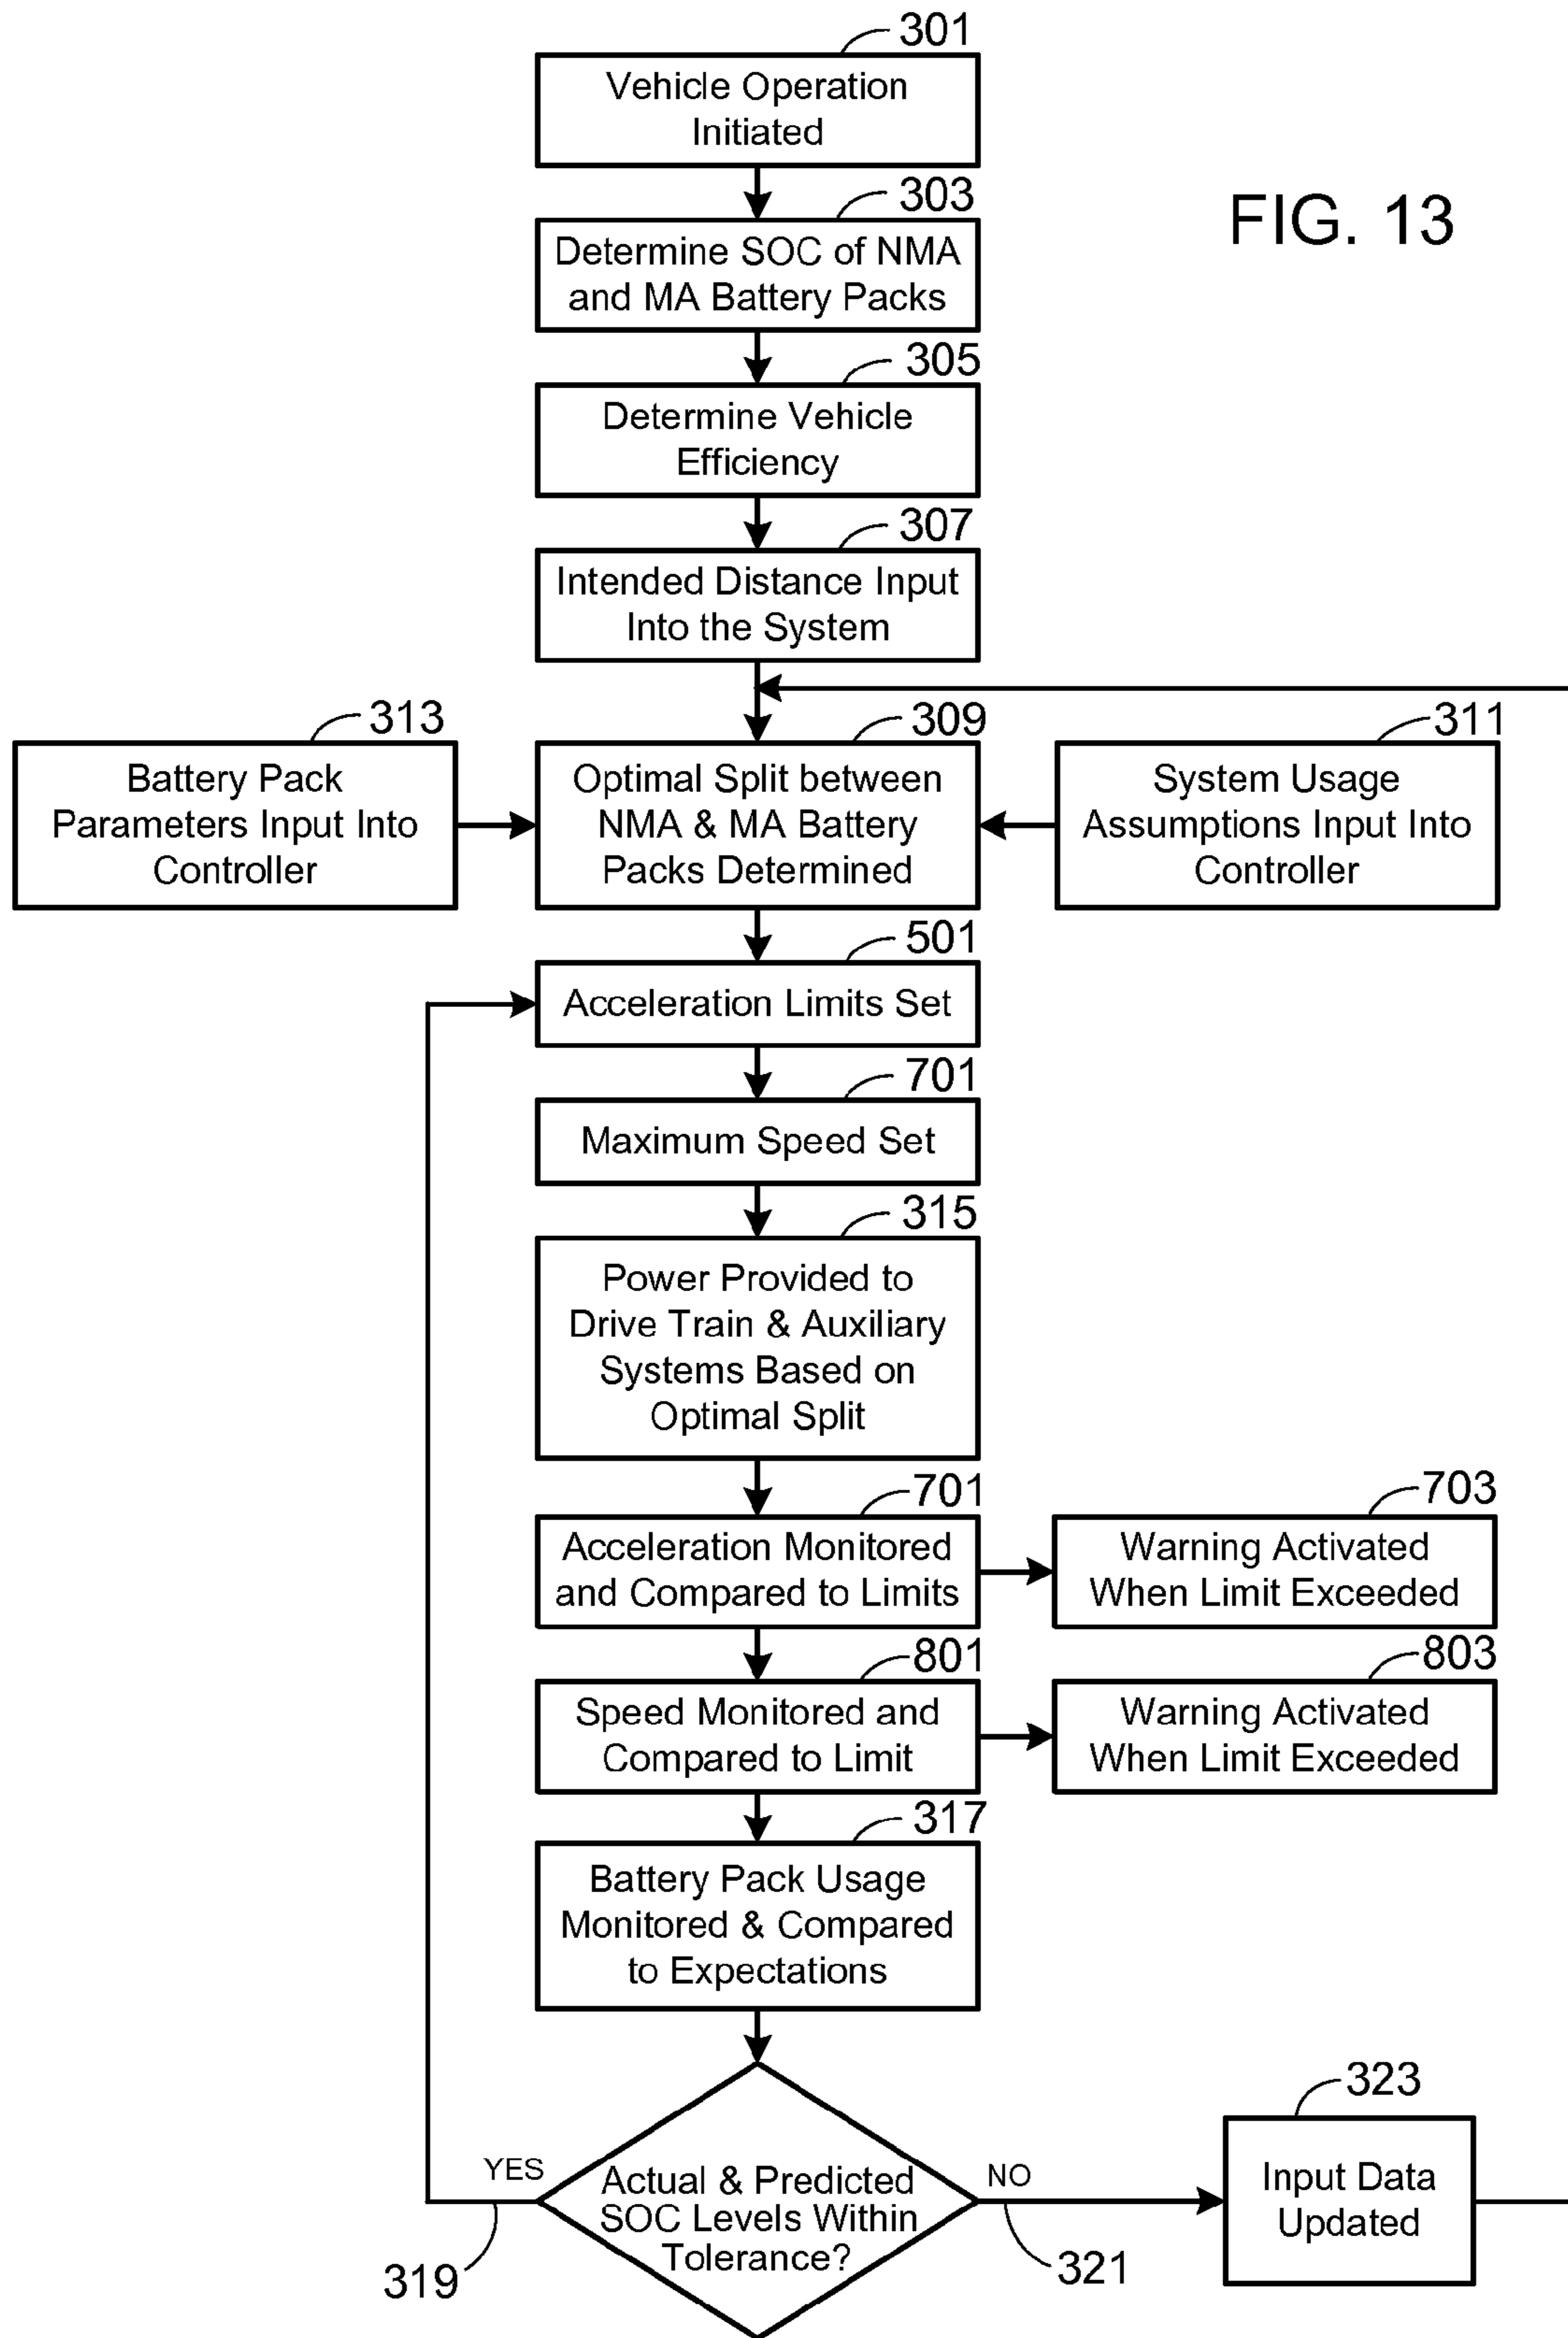 301
Vehicle Operation
Initiated
FIG. 13
303
Determine SOC of NMA
and MA Battery Packs
305
Determine Vehicle
Efficiency
307
Intended Distance Input
Into the System
313
Battery Pack
Parameters Input Into
Controller
309
Optimal Split between
NMA & MA Battery
Packs Determined
311
System Usage
Assumptions Input Into
Controller
501
Acceleration Limits Set
701
Maximum Speed Set
315
Power Provided to
Drive Train & Auxiliary
Systems Based on
Optimal Split
701
Acceleration Monitored
and Compared to Limits
703
Warning Activated
When Limit Exceeded
801
Speed Monitored and
Compared to Limit
803
Warning Activated
When Limit Exceeded
317
Battery Pack Usage
Monitored & Compared
to Expectations
YES
319
Actual & Predicted
SOC Levels Within
Tolerance?
NO
321
323
Input Data
Updated